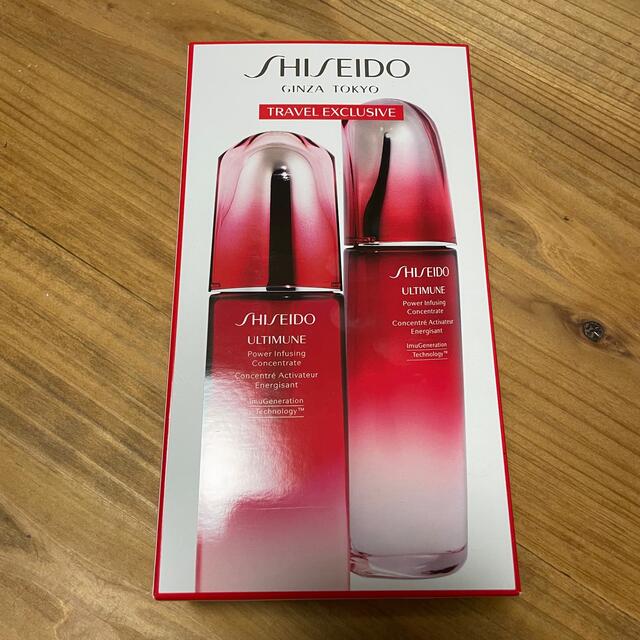 SHISEIDO
GINZA TOKYO
TRAVEL EXCLUSIVE
SHISEIDO
ULTIMUNE
Power Infusing
Concentrate
Concentré Activateur
Energisant
ImuGeneration
Technology™
SHISEIDO
ULTIMUNE
Power Infusing
Concentrate
Concentré Activateur
Energisant
ImuGeneration
Technology™